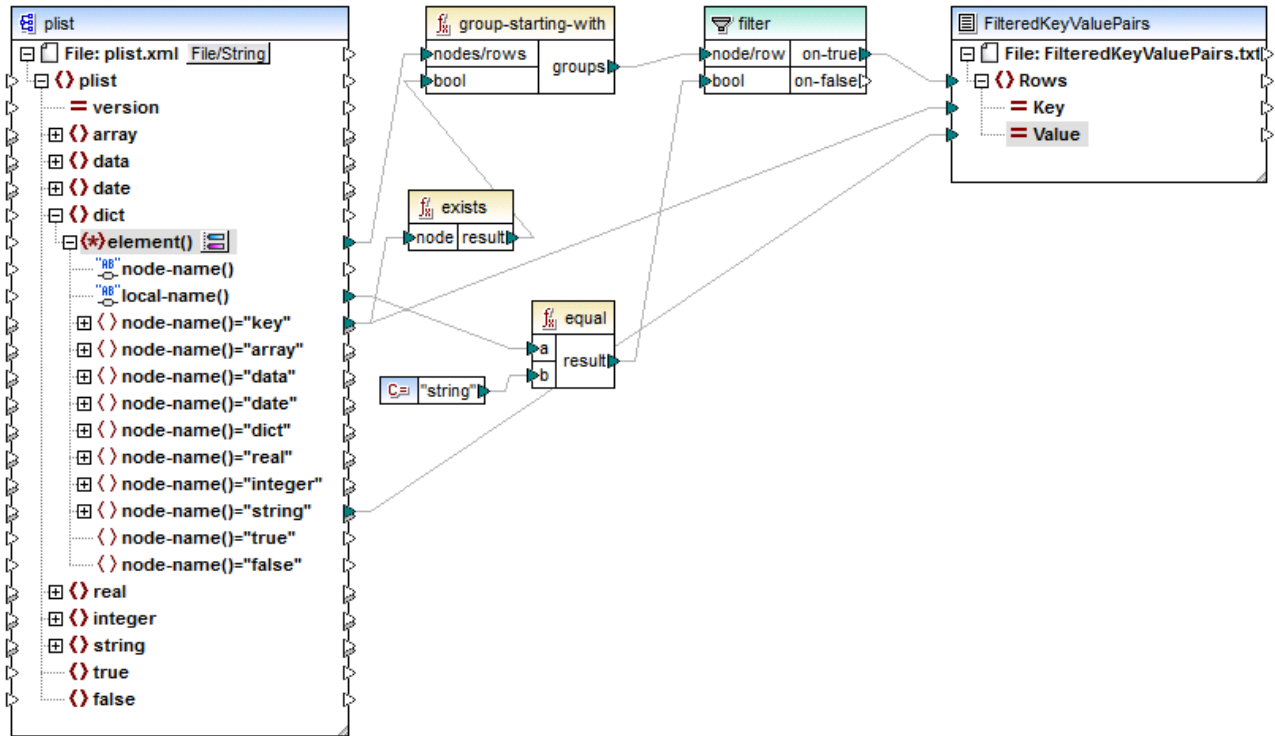 plist
File: plist.xml File/String
plist
version
array
data
date
dict
element()
"AB" node-name()
"AB" local-name()
node-name()="key"
node-name()="array"
node-name()="data"
node-name()="date"
node-name()="dict"
node-name()="real"
node-name()="integer"
node-name()="string"
node-name()="true"
node-name()="false"
real
integer
string
true
false
group-starting-with
nodes/rows
bool
groups
exists
node result
equal
a
b
result
C= "string"
filter
node/row on-true
bool on-false
FilteredKeyValuePairs
File: FilteredKeyValuePairs.txt
Rows
Key
Value